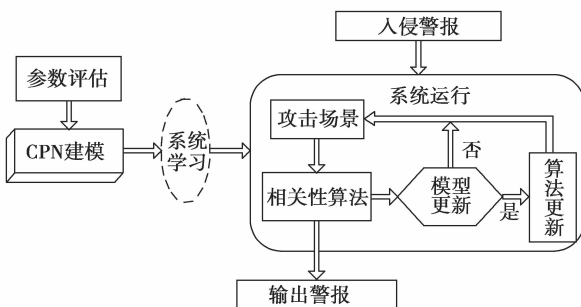 入侵警报
参数评估
系统运行
攻击场景
CPN建模
系统
学习
否
相关性算法
模型
更新
是
算
法
更
新
输出警报